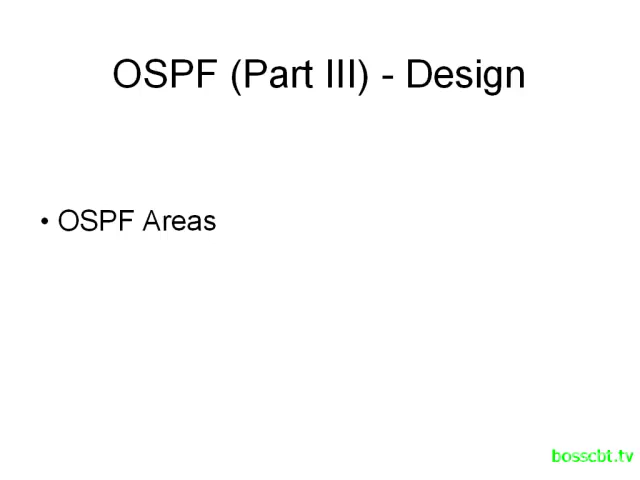 OSPF (Part III) - Design
• OSPF Areas
bosscbt.tv